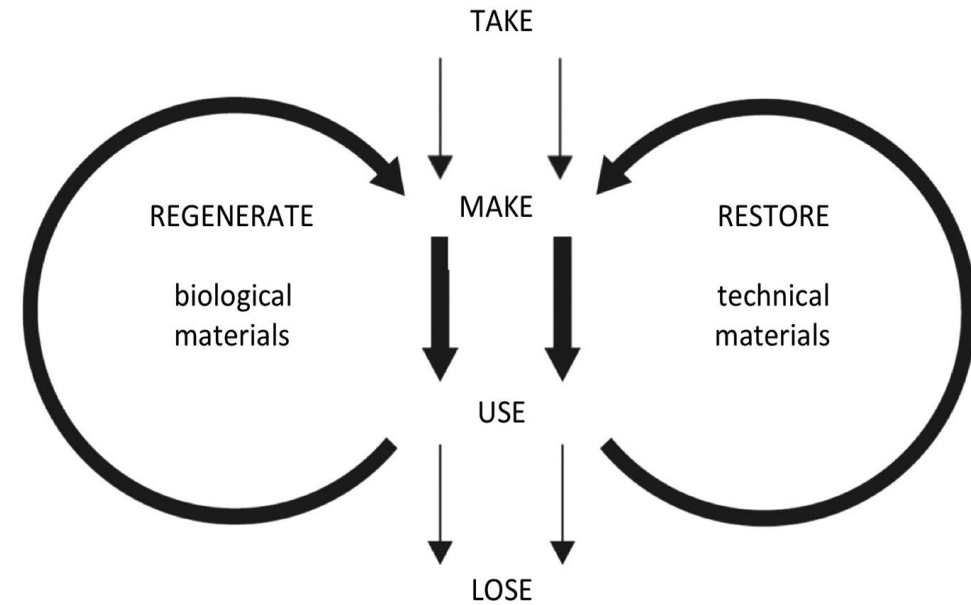 TAKE
MAKE
REGENERATE
RESTORE
biological
materials
technical
materials
USE
LOSE